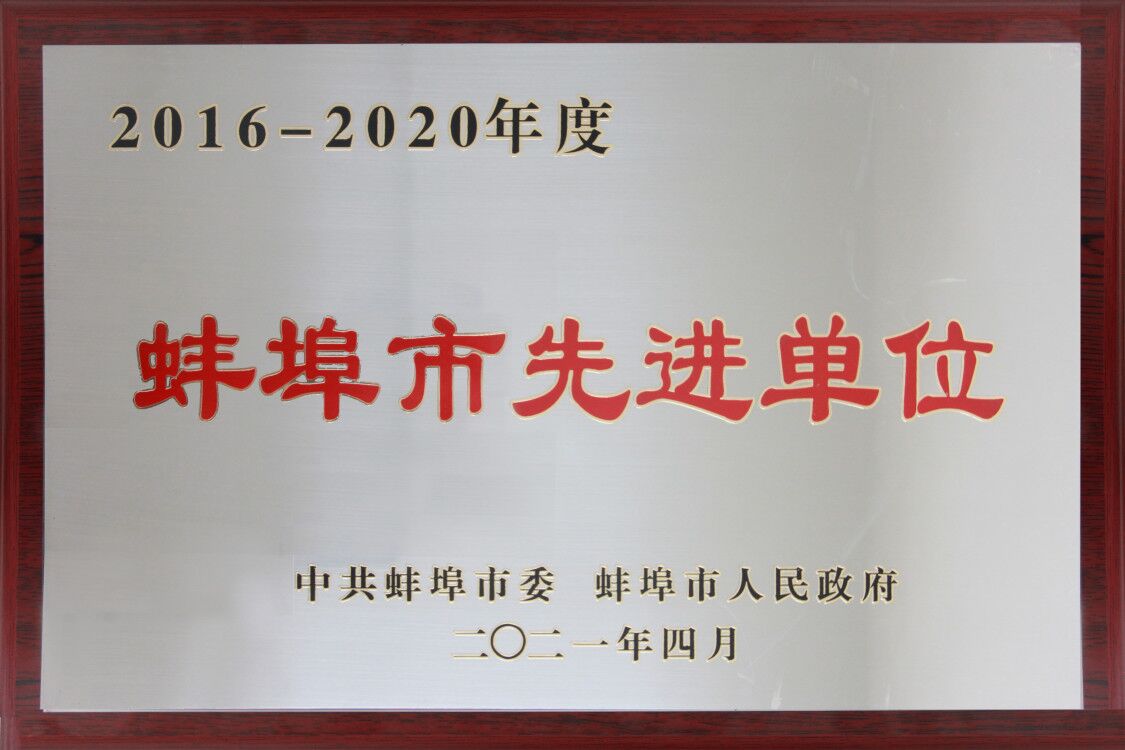 2016-2020年度
蚌埠市先进单位
中共蚌埠市委 蚌埠市人民政府
二〇二一年四月